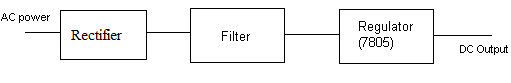 AC power
Rectifier
Filter
Regulator
(7805)
DC Output